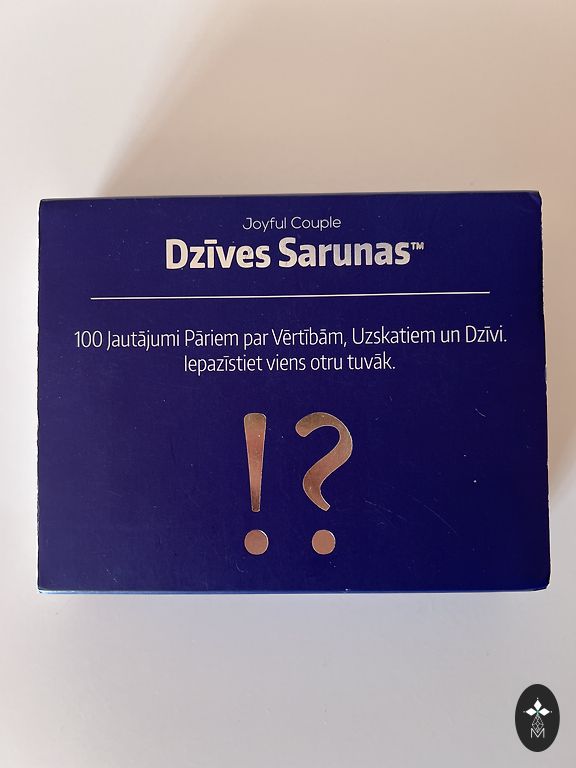 Joyful Couple
Dzīves Sarunas™
100 Jautājumi Pāriem par Vērtībām, Uzskatiem un Dzīvi.
Iepazīstiet viens otru tuvāk.
!?
M